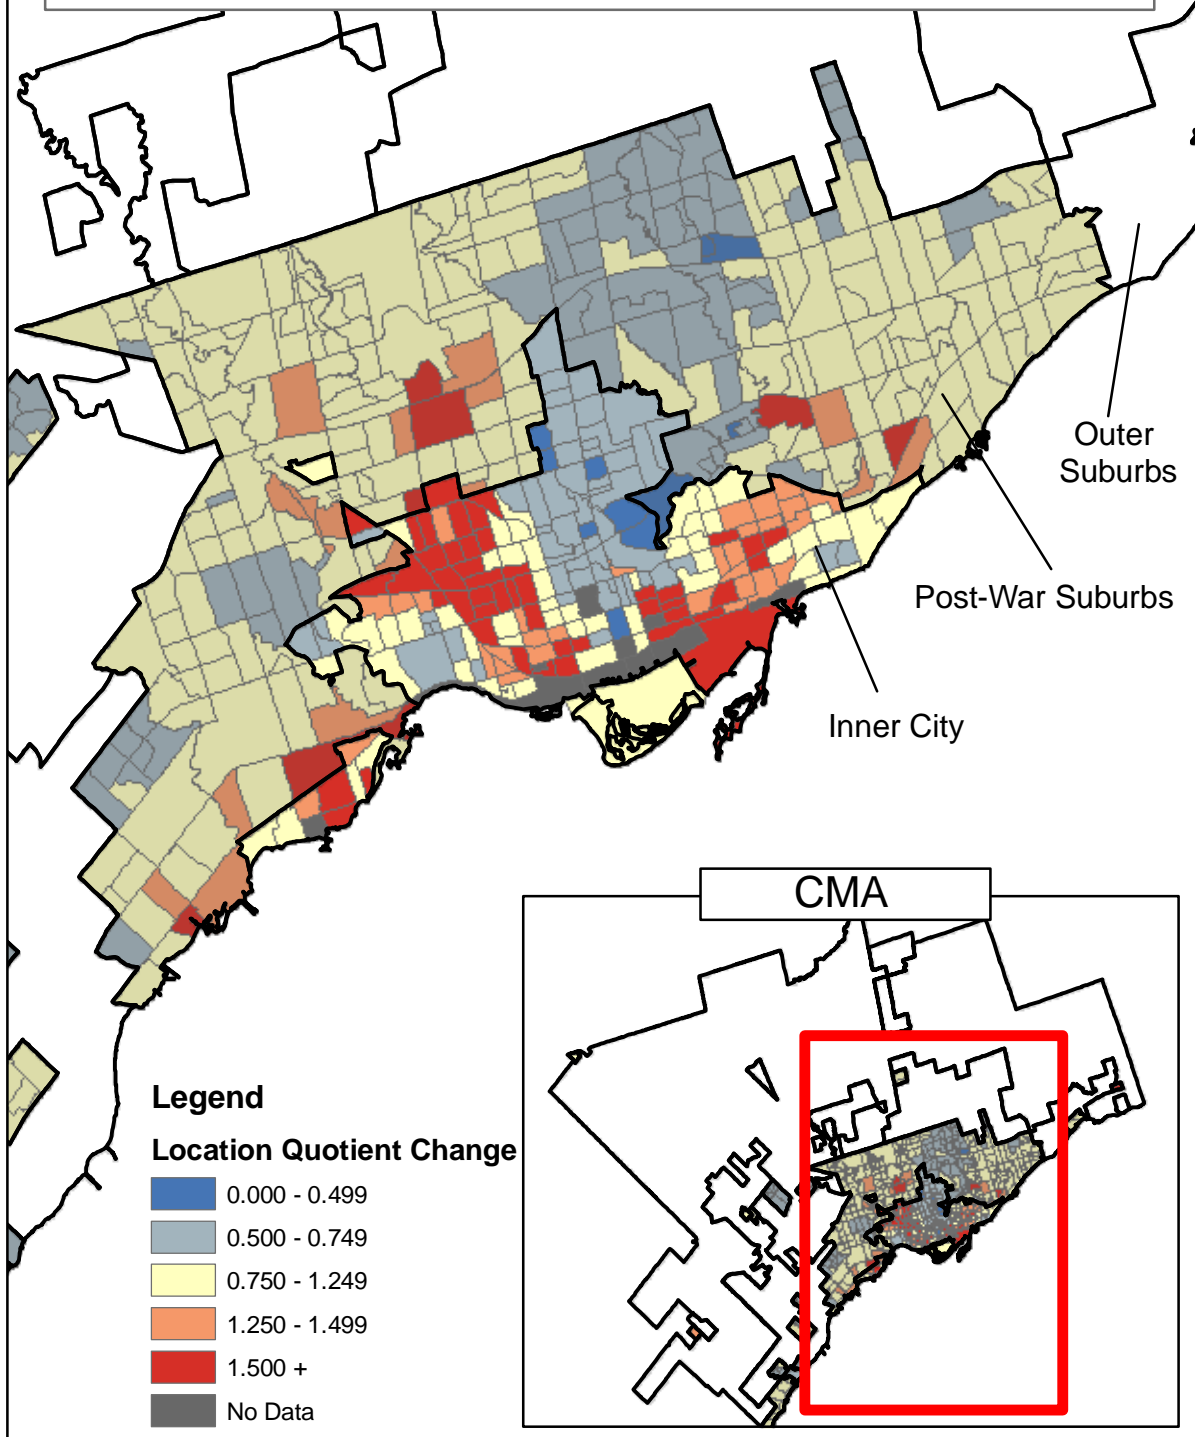 Outer
Suburbs
Post-War Suburbs
Inner City
CMA
Legend
Location Quotient Change
0.000 - 0.499
0.500 - 0.749
0.750 - 1.249
1.250 - 1.499
1.500 +
No Data